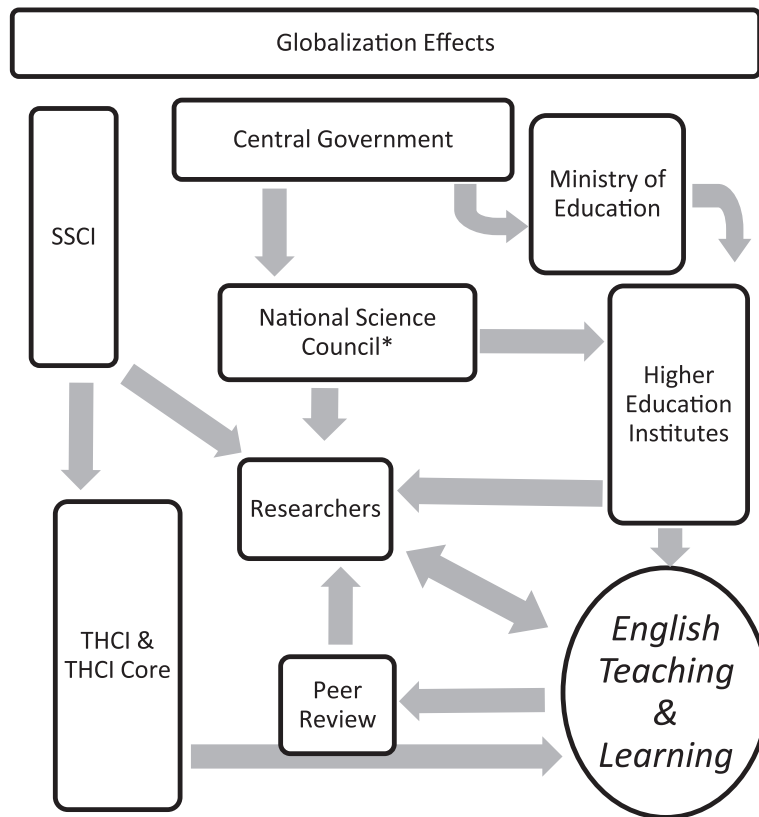 Globalization Effects
Central Government
Ministry of
Education
SSCI
National Science
Council*
Higher
Education
Institutes
Researchers
THCI &
THCI Core
Peer
Review
English
Teaching
&
Learning